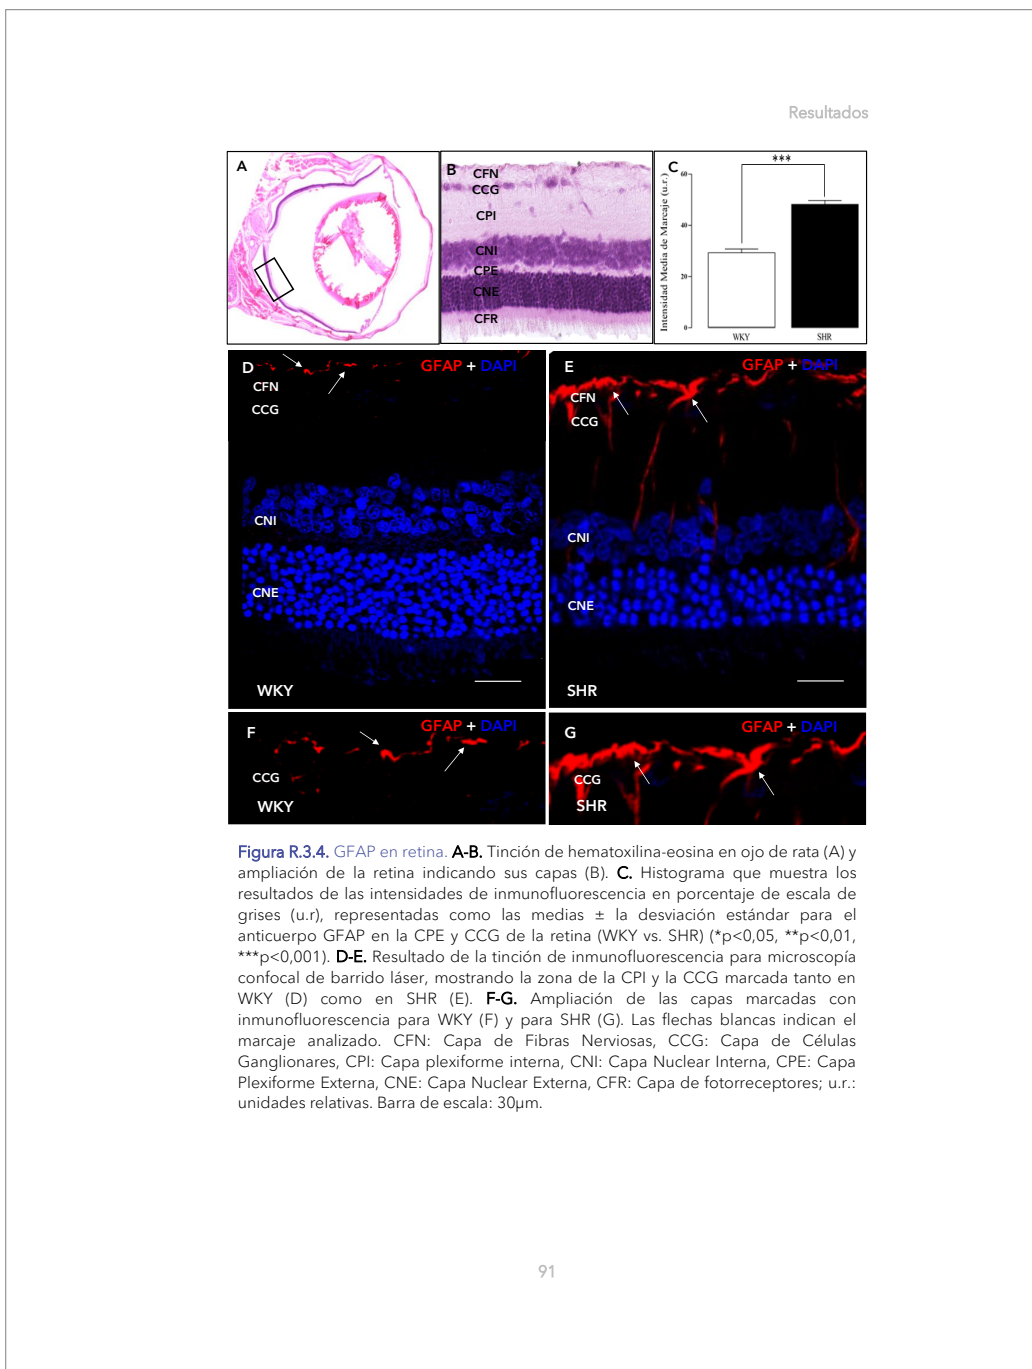 Resultados
A
B
CFN
CCG
CPI
CNI
CPE
CNE
CFR
C
***
Intensidad Media de Marcaje (u.r.)
60
40
20
0
WKY
SHR
D
GFAP + DAPI
CFN
CCG
CNI
CNE
WKY
E
GFAP + DAPI
CFN
CCG
CNI
CNE
SHR
F
GFAP + DAPI
CCG
WKY
G
GFAP + DAPI
CCG
SHR
Figura R.3.4. GFAP en retina. A-B. Tinción de hematoxilina-eosina en ojo de rata (A) y
ampliación de la retina indicando sus capas (B). C. Histograma que muestra los
resultados de las intensidades de inmunofluorescencia en porcentaje de escala de
grises (u.r), representadas como las medias ± la desviación estándar para el
anticuerpo GFAP en la CPE y CCG de la retina (WKY vs. SHR) (*p<0,05, **p<0,01,
***p<0,001). D-E. Resultado de la tinción de inmunofluorescencia para microscopía
confocal de barrido láser, mostrando la zona de la CPI y la CCG marcada tanto en
WKY (D) como en SHR (E). F-G. Ampliación de las capas marcadas con
inmunofluorescencia para WKY (F) y para SHR (G). Las flechas blancas indican el
marcaje analizado. CFN: Capa de Fibras Nerviosas, CCG: Capa de Células
Ganglionares, CPI: Capa plexiforme interna, CNI: Capa Nuclear Interna, CPE: Capa
Plexiforme Externa, CNE: Capa Nuclear Externa, CFR: Capa de fotorreceptores; u.r.:
unidades relativas. Barra de escala: 30µm.
91